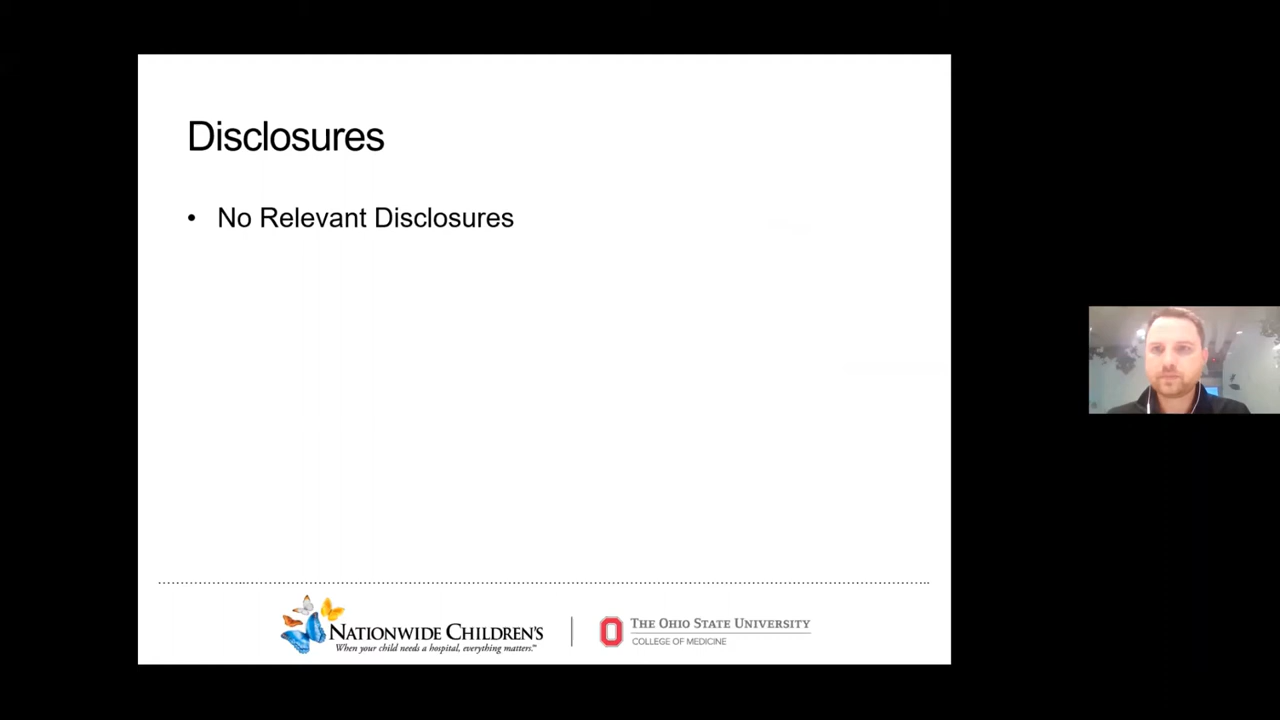 Disclosures
• No Relevant Disclosures
NATIONWIDE CHILDREN'S
When your child needs a hospital, everything matters.™
THE OHIO STATE UNIVERSITY
COLLEGE OF MEDICINE